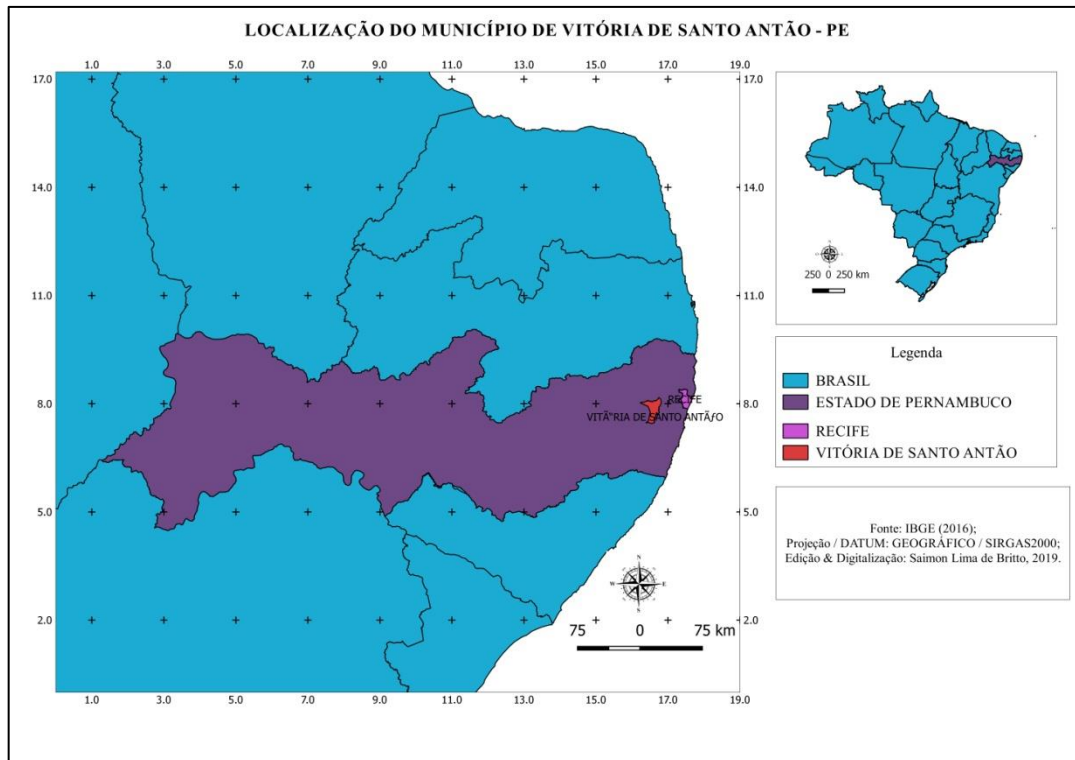 LOCALIZAÇÃO DO MUNICÍPIO DE VITÓRIA DE SANTO ANTÃO - PE
1.0 3.0 5.0 7.0 9.0 11.0 13.0 15.0 17.0 19.0
17.0 17.0
14.0 14.0
11.0 11.0
8.0 8.0
5.0 5.0
2.0 2.0
RECIFE
VITÃ“RIA DE SANTO ANTÃƒO
N
W E
S
75 0 75 km
1.0 3.0 5.0 7.0 9.0 11.0 13.0 15.0 17.0 19.0
250 0 250 km
Legenda
BRASIL
ESTADO DE PERNAMBUCO
RECIFE
VITÓRIA DE SANTO ANTÃO
Fonte: IBGE (2016);
Projeção / DATUM: GEOGRÁFICO / SIRGAS2000;
Edição & Digitalização: Saimon Lima de Britto, 2019.